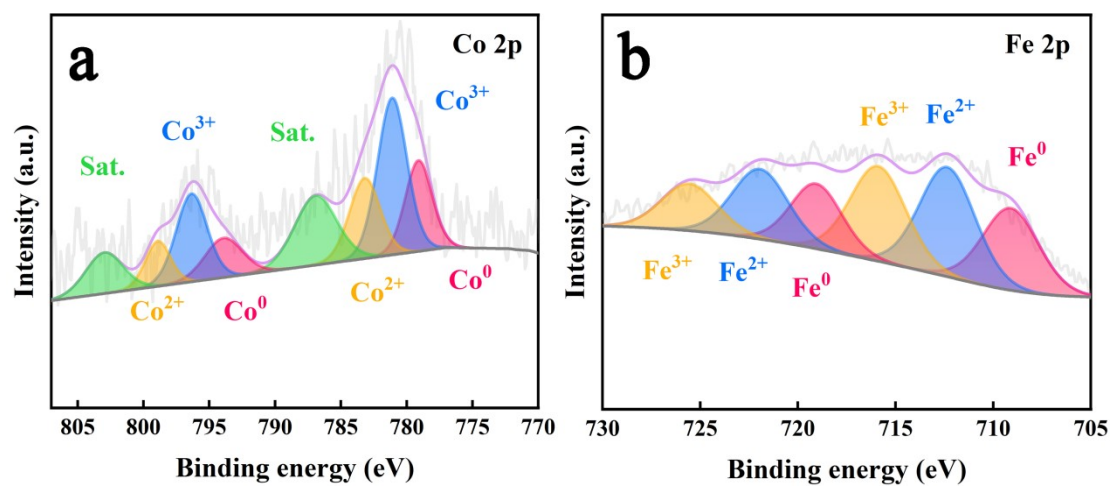 a
Co 2p
Co³⁺
Co³⁺
Sat.
Sat.
Co²⁺
Co⁰
Co²⁺
Co⁰
Intensity (a.u.)
805 800 795 790 785 780 775 770
Binding energy (eV)
b
Fe 2p
Fe³⁺
Fe²⁺
Fe⁰
Fe³⁺
Fe²⁺
Fe⁰
Intensity (a.u.)
730 725 720 715 710 705
Binding energy (eV)